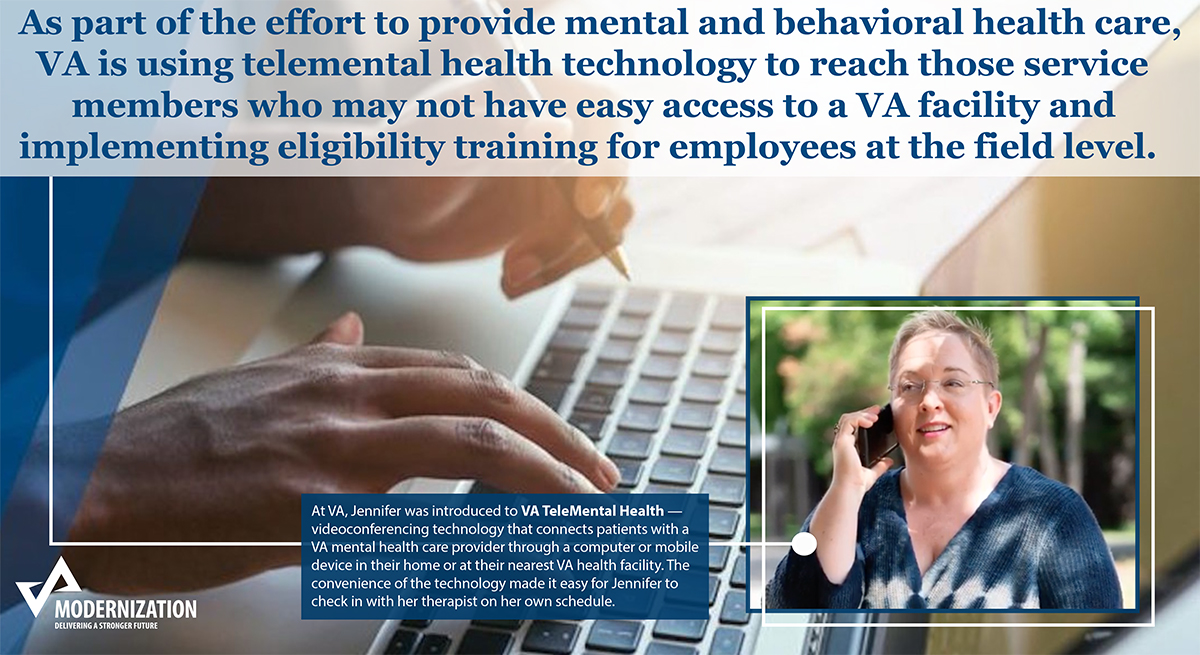 As part of the effort to provide mental and behavioral health care,
VA is using telemental health technology to reach those service
members who may not have easy access to a VA facility and
implementing eligibility training for employees at the field level.
At VA, Jennifer was introduced to VA TeleMental Health —
videoconferencing technology that connects patients with a
VA mental health care provider through a computer or mobile
device in their home or at their nearest VA health facility. The
convenience of the technology made it easy for Jennifer to
check in with her therapist on her own schedule.
VA
MODERNIZATION
DELIVERING A STRONGER FUTURE